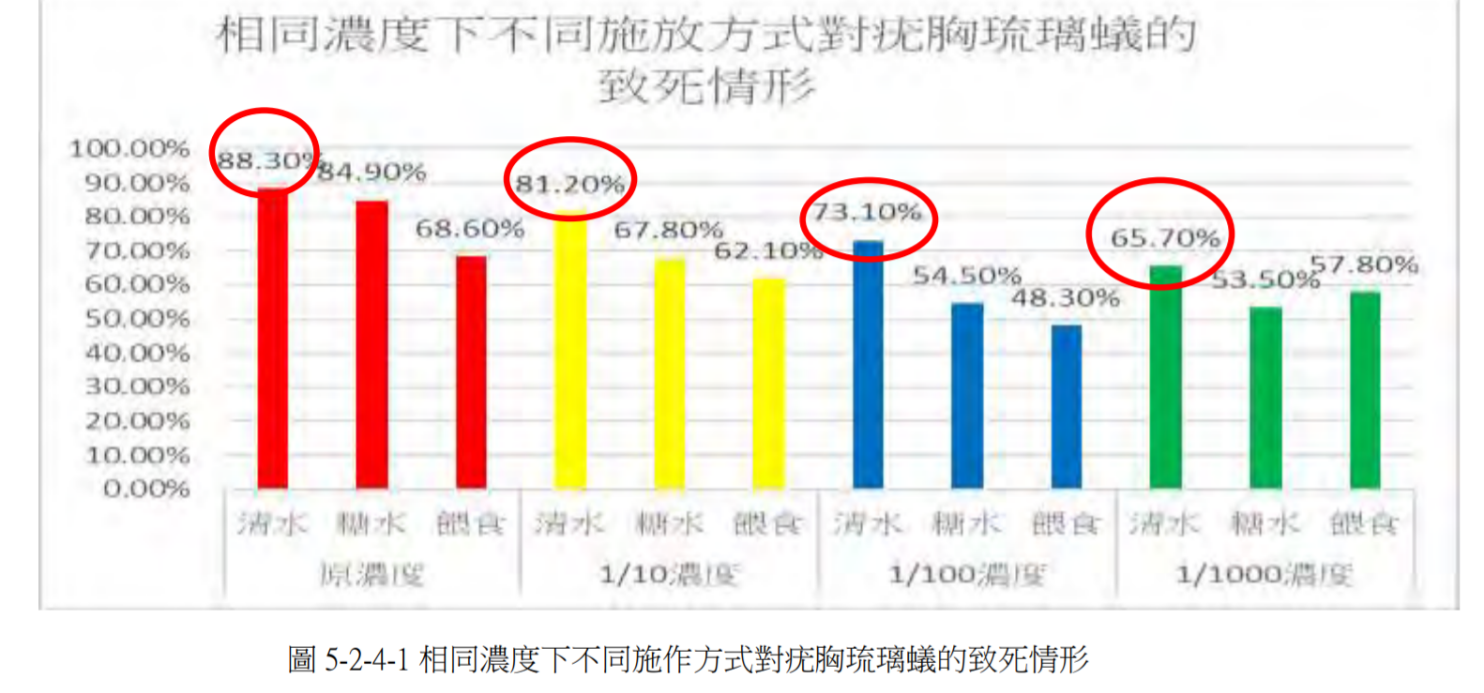 相同濃度下不同施放方式對疣胸琉璃蟻的
致死情形
100.00%
90.00%
80.00%
70.00%
60.00%
50.00%
40.00%
30.00%
20.00%
10.00%
0.00%
88.30% 84.90% 68.60% 81.20% 67.80% 62.10% 73.10% 54.50% 48.30% 65.70% 53.50% 57.80%
清水 糖水 餵食 清水 糖水 餵食 清水 糖水 餵食 清水 糖水 餵食
原濃度 1/10濃度 1/100濃度 1/1000濃度
圖 5-2-4-1 相同濃度下不同施作方式對疣胸琉璃蟻的致死情形